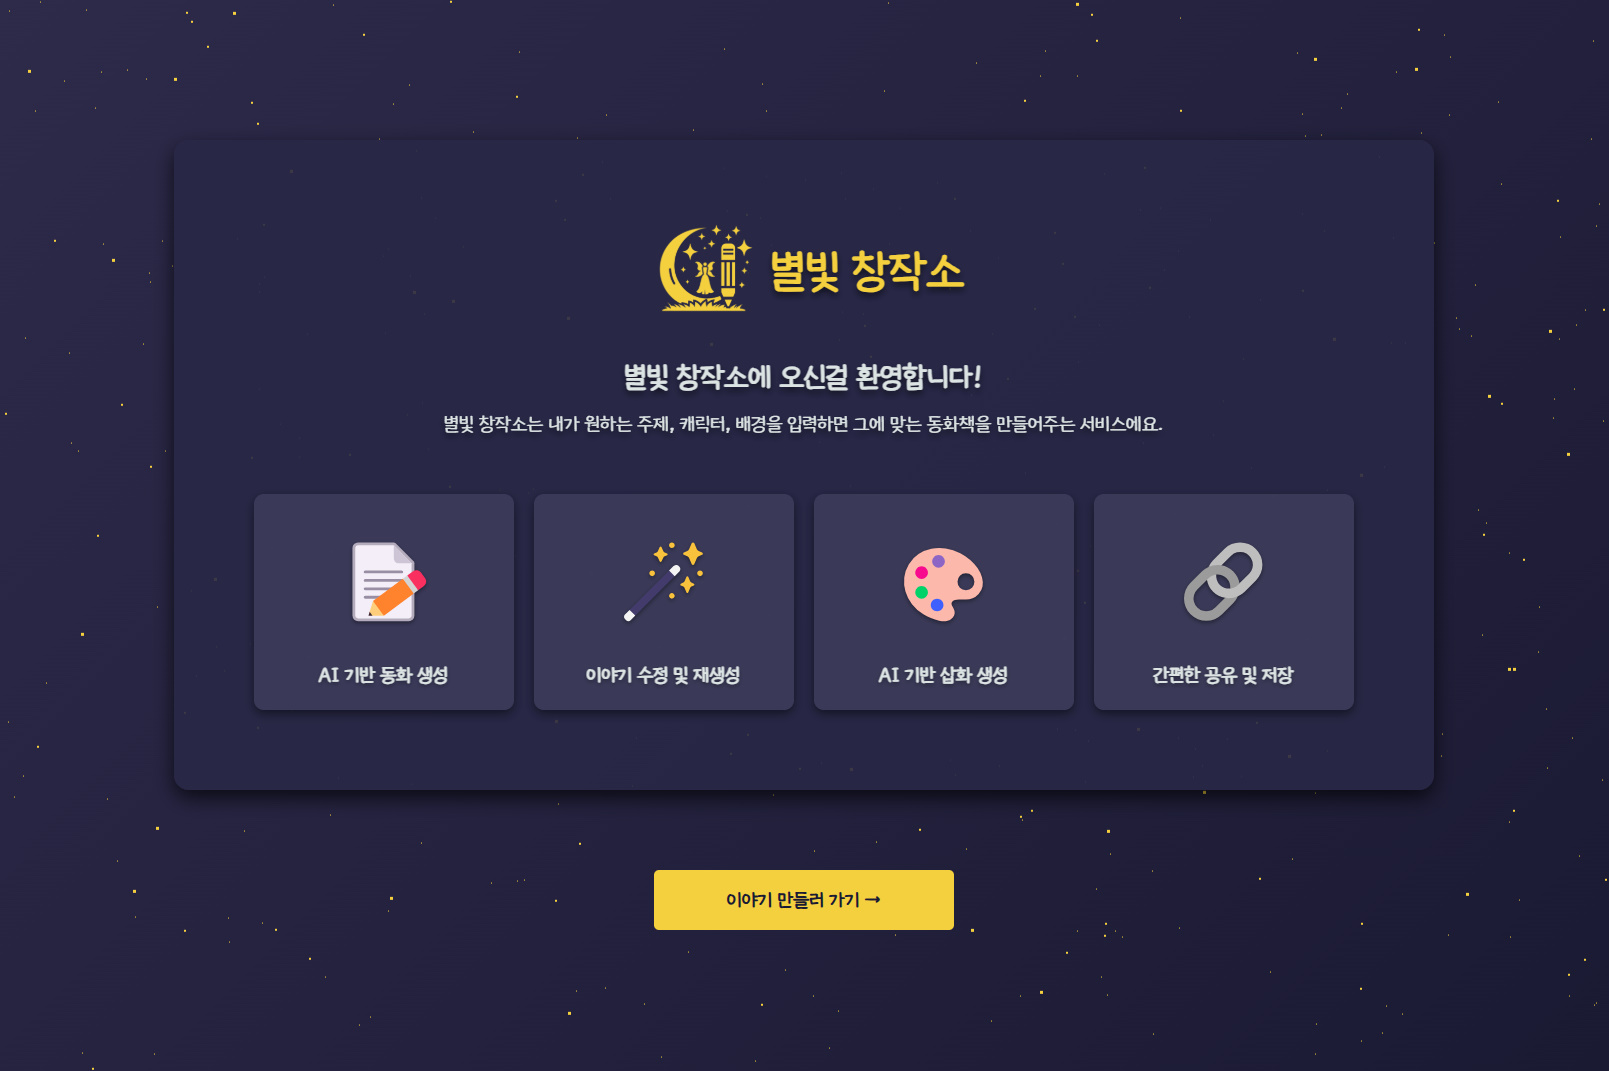 별빛 창작소
별빛 창작소에 오신걸 환영합니다!
별빛 창작소는 내가 원하는 주제, 캐릭터, 배경을 입력하면 그에 맞는 동화책을 만들어주는 서비스에요.
AI 기반 동화 생성
이야기 수정 및 재생성
AI 기반 삽화 생성
간편한 공유 및 저장
이야기 만들러 가기 →